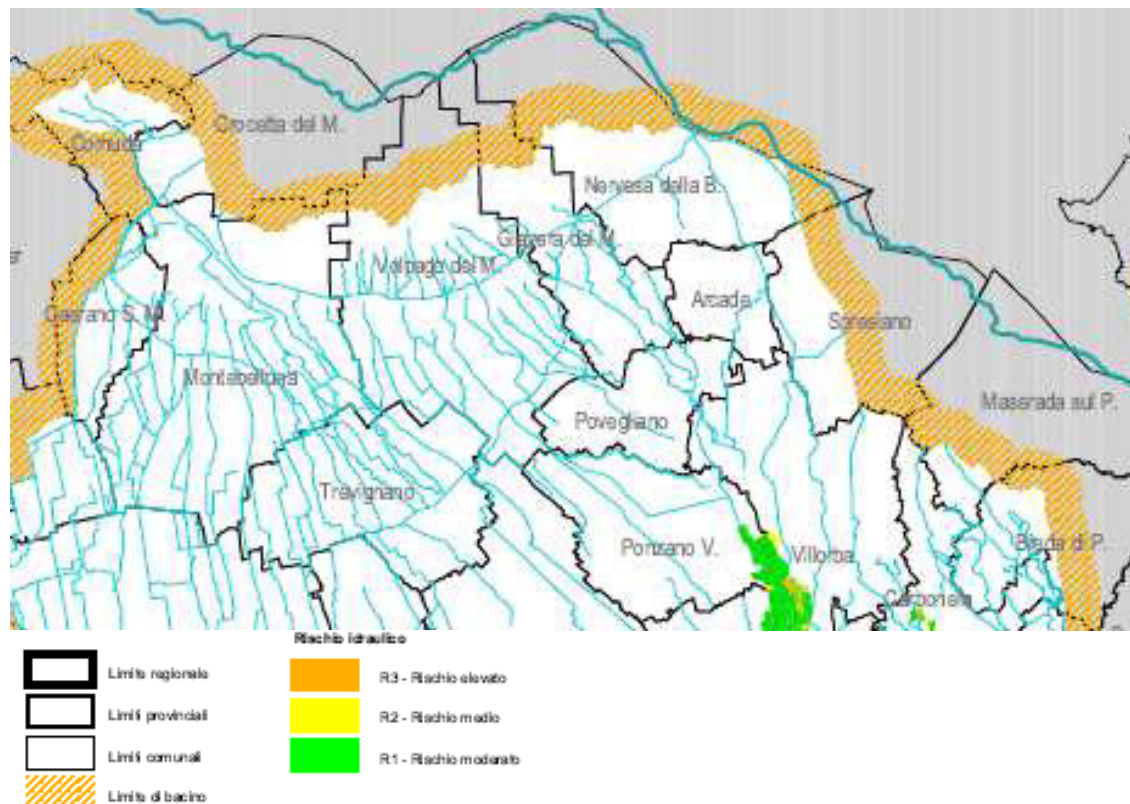 Cornuda
Crocetta del M.
Nervesa della B.
Giavera del M.
Volpago del M.
Arcade
Caerano S. M.
Spresiano
Montebelluna
Maserada sul P.
Povegliano
Trevignano
Ponzano V.
Villorba
Breda di P.
Carbonera
Rischio idraulico
Limite regionale
R3 - Rischio elevato
Limiti provinciali
R2 - Rischio medio
Limiti comunali
R1 - Rischio moderato
Limite di bacino